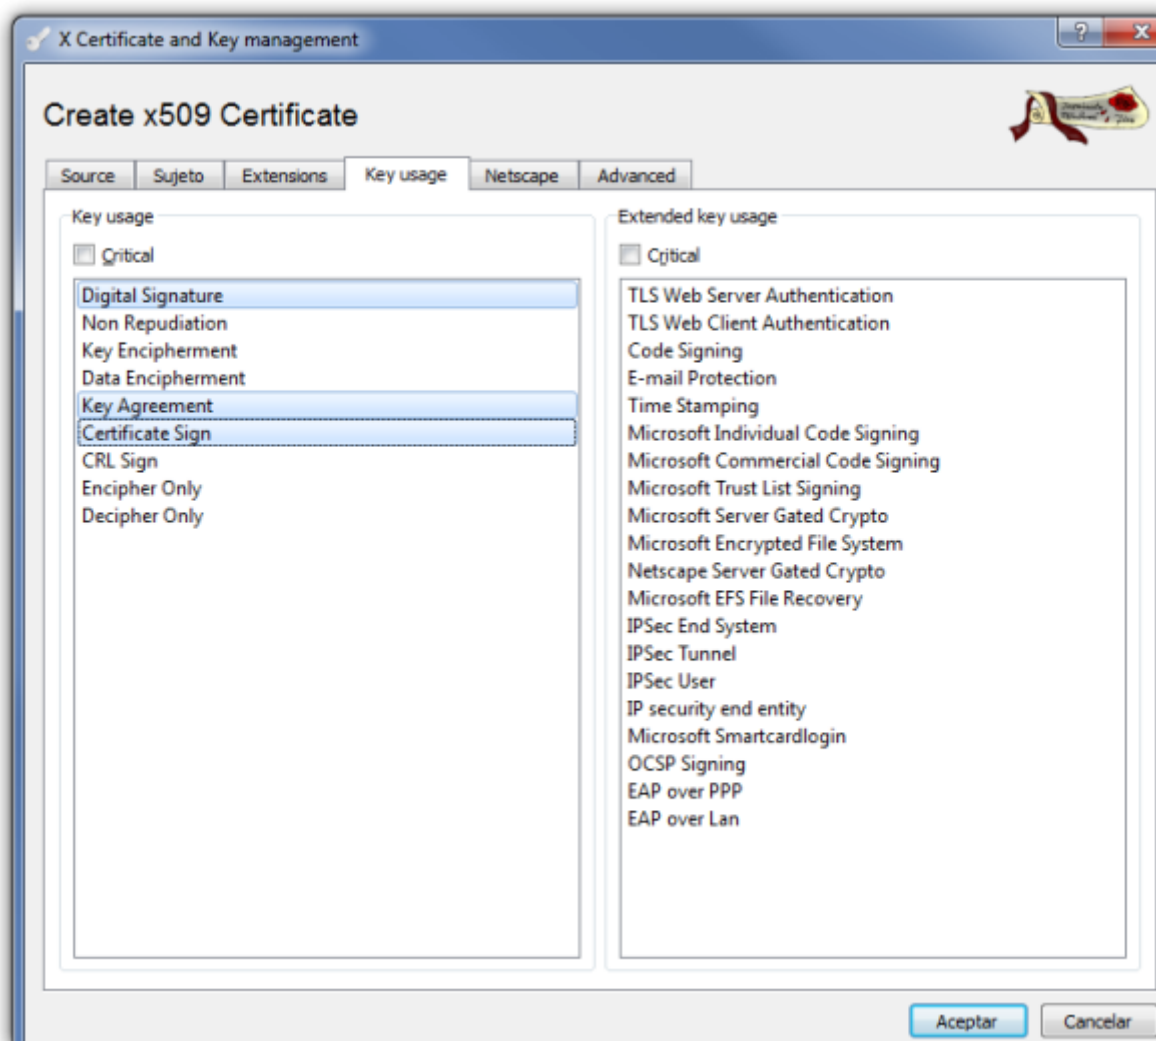 X Certificate and Key management
Create x509 Certificate
Source Sujeto Extensions Key usage Netscape Advanced
Key usage
Critical
Digital Signature
Non Repudiation
Key Encipherment
Data Encipherment
Key Agreement
Certificate Sign
CRL Sign
Encipher Only
Decipher Only
Extended key usage
Critical
TLS Web Server Authentication
TLS Web Client Authentication
Code Signing
E-mail Protection
Time Stamping
Microsoft Individual Code Signing
Microsoft Commercial Code Signing
Microsoft Trust List Signing
Microsoft Server Gated Crypto
Microsoft Encrypted File System
Netscape Server Gated Crypto
Microsoft EFS File Recovery
IPSec End System
IPSec Tunnel
IPSec User
IP security end entity
Microsoft Smartcardlogin
OCSP Signing
EAP over PPP
EAP over Lan
Aceptar Cancelar